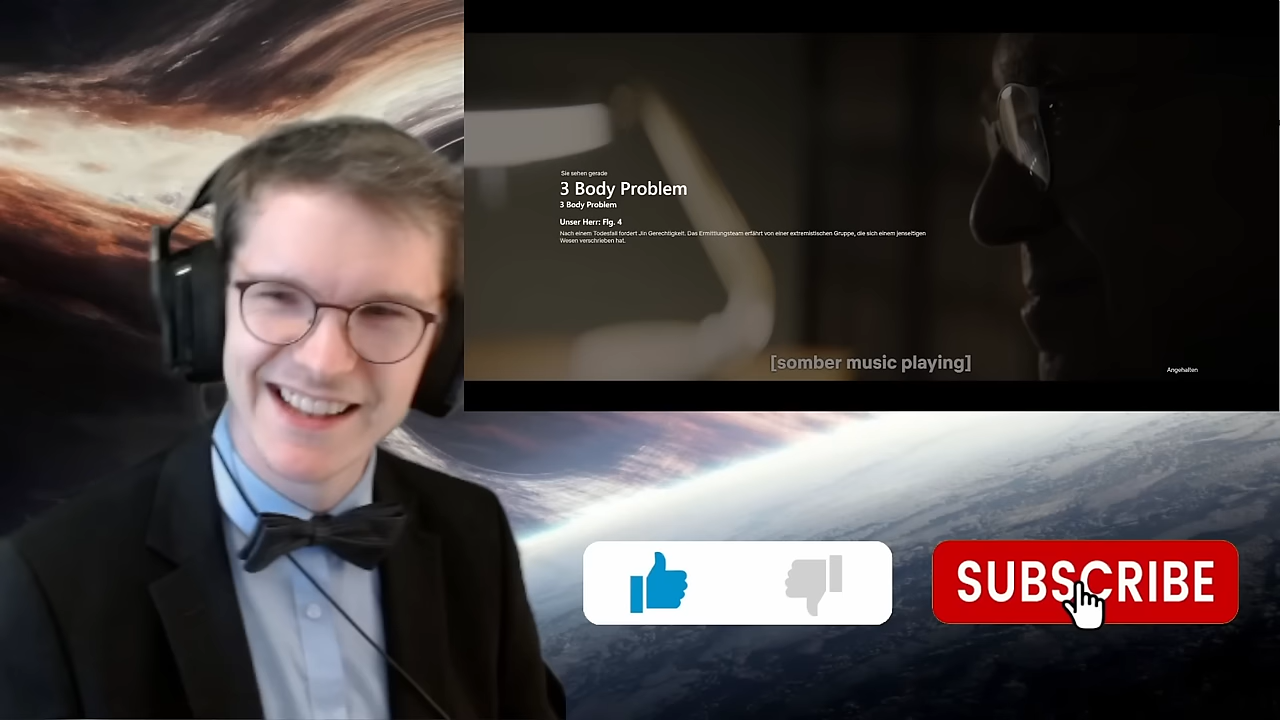 Sie sehen gerade
3 Body Problem
3 Body Problem
Unser Herr: Flg. 4
Nach einem Todesfall fordert Jin Gerechtigkeit. Das Ermittlungsteam erfährt von einer extremistischen Gruppe, die sich einem jenseitigen
Wesen verschrieben hat.
[somber music playing]
Angehalten
SUBSCRIBE